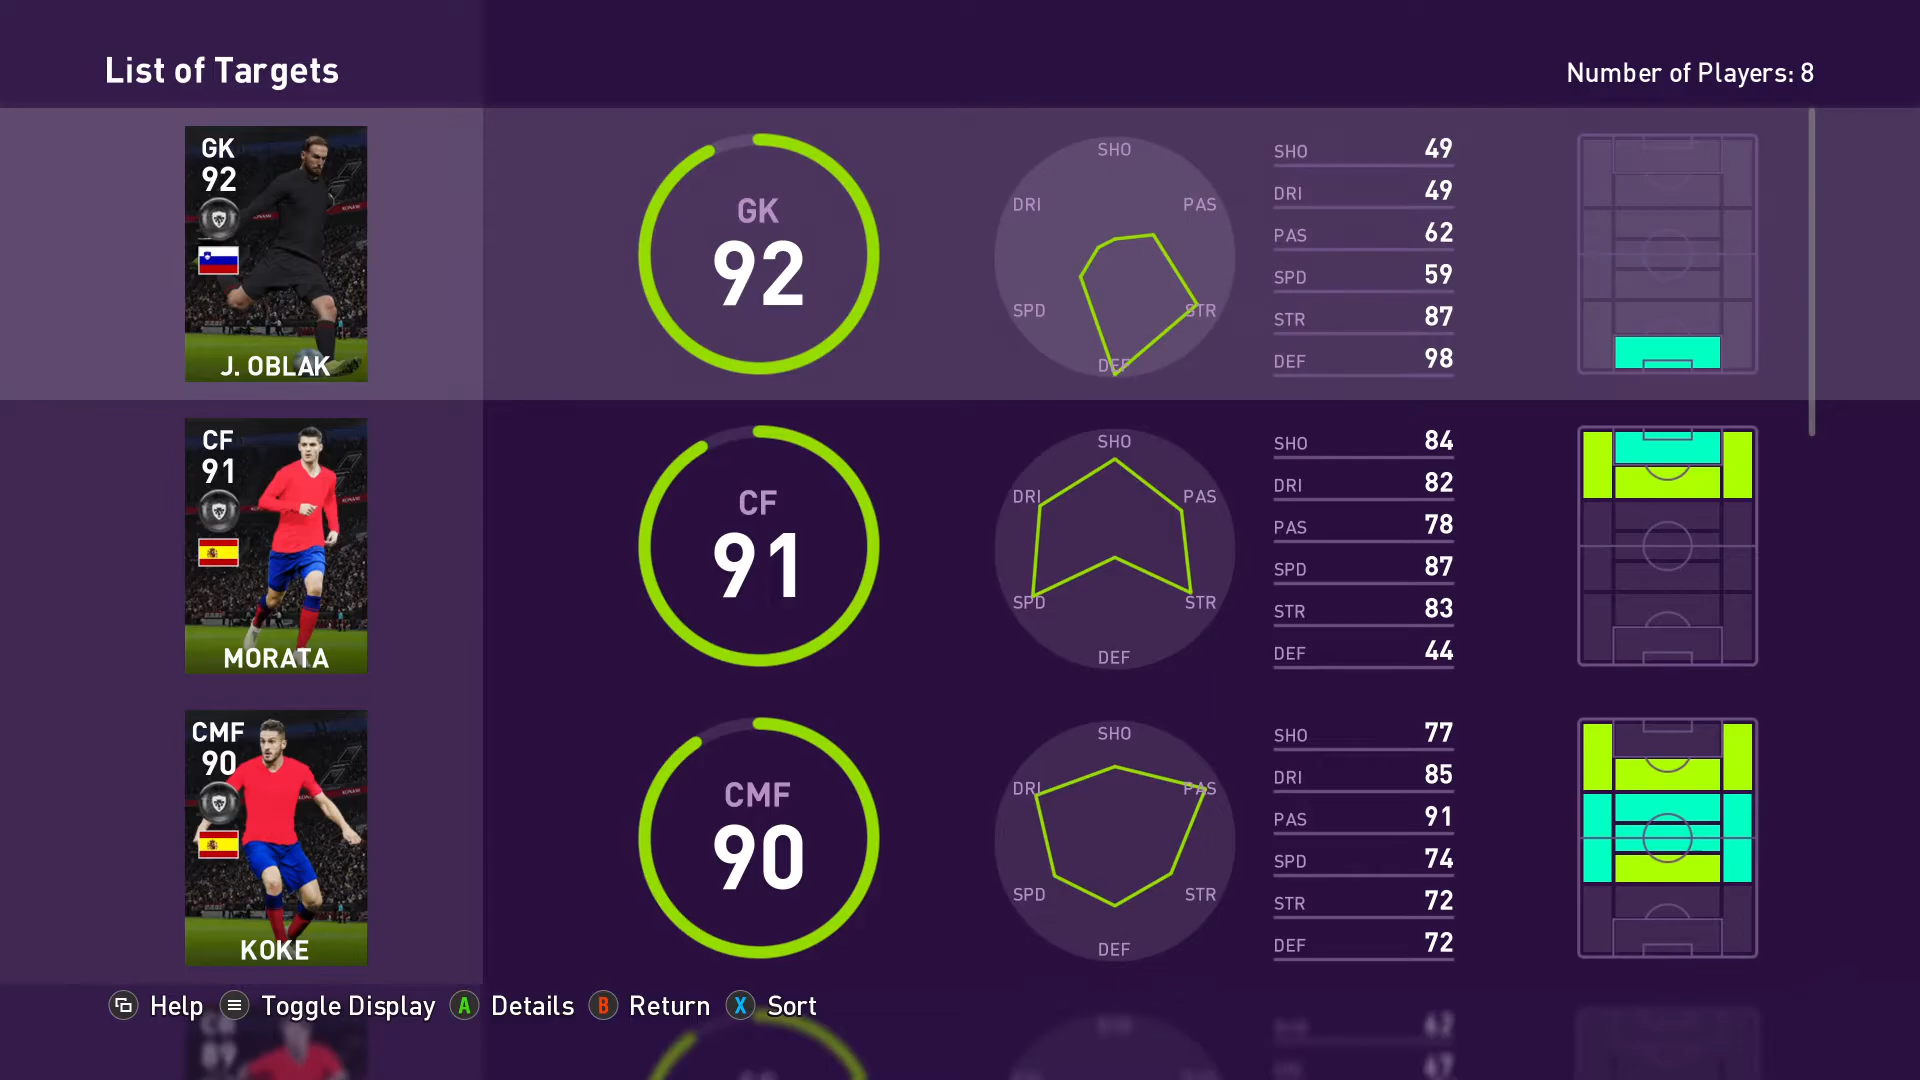 List of Targets
Number of Players: 8
GK
92
J. OBLAK
GK
92
SHO
PAS
STR
DEF
SPD
DRI
SHO 49
DRI 49
PAS 62
SPD 59
STR 87
DEF 98
CF
91
MORATA
CF
91
SHO
PAS
STR
DEF
SPD
DRI
SHO 84
DRI 82
PAS 78
SPD 87
STR 83
DEF 44
CMF
90
KOKE
CMF
90
SHO
PAS
STR
DEF
SPD
DRI
SHO 77
DRI 85
PAS 91
SPD 74
STR 72
DEF 72
Help Toggle Display A Details B Return X Sort
89
62
67